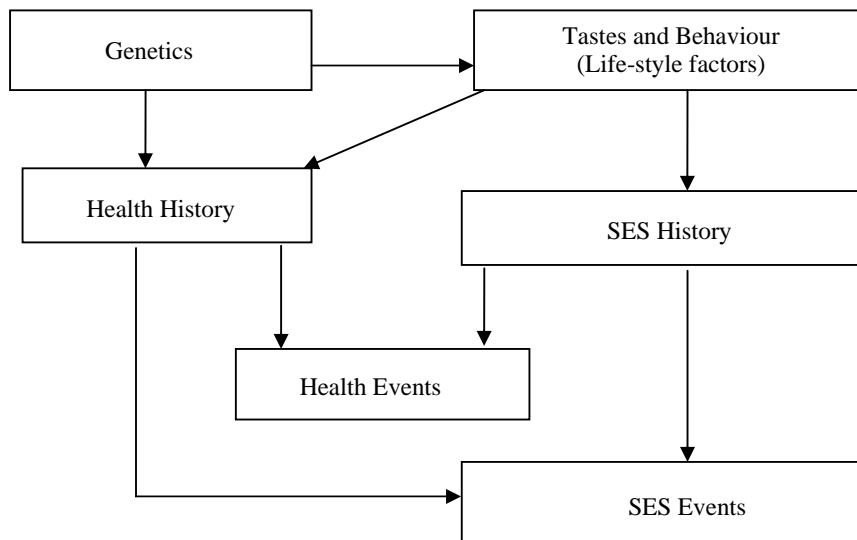 Genetics
Tastes and Behaviour
(Life-style factors)
Health History
SES History
Health Events
SES Events